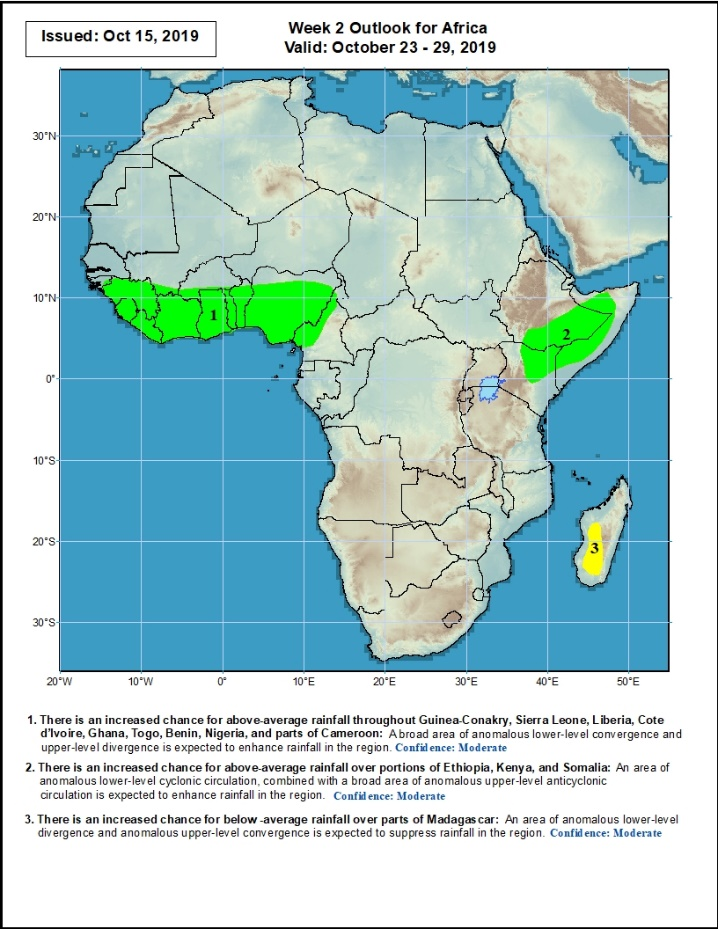 Issued: Oct 15, 2019
Week 2 Outlook for Africa
Valid: October 23 - 29, 2019
30°N
20°N
10°N
0°
10°S
20°S
30°S
1
2
3
20°W
10°W
0°
10°E
20°E
30°E
40°E
50°E
1. There is an increased chance for above-average rainfall throughout Guinea-Conakry, Sierra Leone, Liberia, Cote
d'Ivoire, Ghana, Togo, Benin, Nigeria, and parts of Cameroon: A broad area of anomalous lower-level convergence and
upper-level divergence is expected to enhance rainfall in the region. Confidence: Moderate
2. There is an increased chance for above-average rainfall over portions of Ethiopia, Kenya, and Somalia: An area of
anomalous lower-level cyclonic circulation, combined with a broad area of anomalous upper-level anticyclonic
circulation is expected to enhance rainfall in the region. Confidence: Moderate
3. There is an increased chance for below -average rainfall over parts of Madagascar: An area of anomalous lower-level
divergence and anomalous upper-level convergence is expected to suppress rainfall in the region. Confidence: Moderate